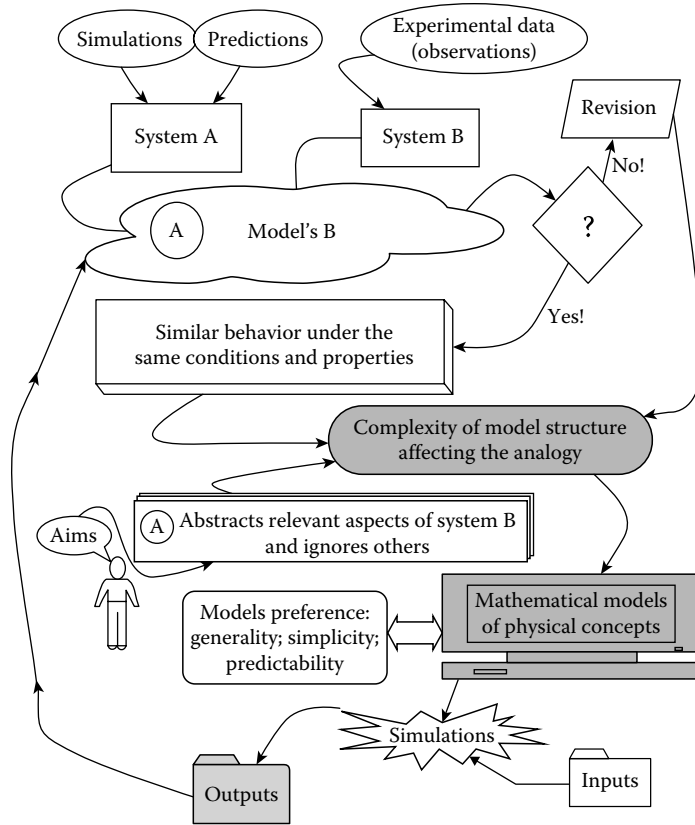 Simulations
Predictions
Experimental data
(observations)
System A
System B
Revision
No!
A
Model's B
?
Yes!
Similar behavior under the
same conditions and properties
Complexity of model structure
affecting the analogy
Aims
A
Abstracts relevant aspects of system B
and ignores others
Models preference:
generality; simplicity;
predictability
Mathematical models
of physical concepts
Simulations
Outputs
Inputs